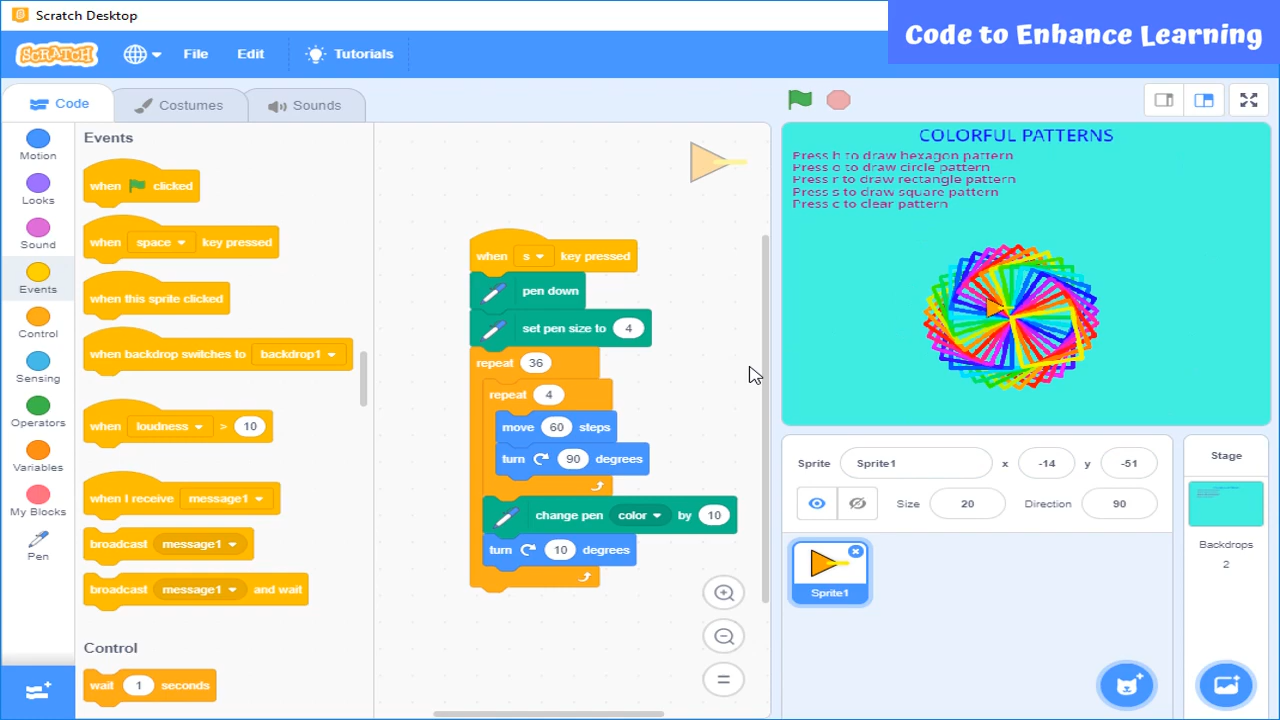 Scratch Desktop
Code to Enhance Learning
SCRATCH
File
Edit
Tutorials
Code
Costumes
Sounds
Motion
Looks
Sound
Events
Control
Sensing
Operators
Variables
My Blocks
Pen
Events
when clicked
when space key pressed
when this sprite clicked
when backdrop switches to backdrop1
when loudness > 10
when I receive message1
broadcast message1
broadcast message1 and wait
Control
wait 1 seconds
when s key pressed
pen down
set pen size to 4
repeat 36
repeat 4
move 60 steps
turn 90 degrees
change pen color by 10
turn 10 degrees
COLORFUL PATTERNS
Press h to draw hexagon pattern
Press o to draw circle pattern
Press r to draw rectangle pattern
Press s to draw square pattern
Press c to clear pattern
Sprite Sprite1 x -14 y -51
Size 20 Direction 90
Sprite1
Stage
Backdrops
2